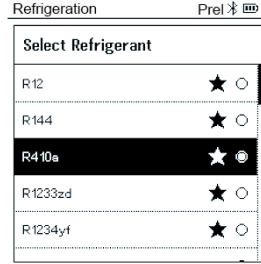 Refrigeration Prel
Select Refrigerant
R12
R144
R410a
R1233zd
R1234yf